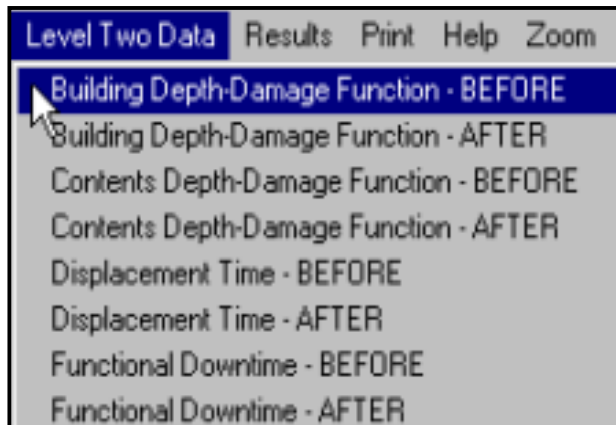 Level Two Data Results Print Help Zoom
Building Depth-Damage Function - BEFORE
Building Depth-Damage Function - AFTER
Contents Depth-Damage Function - BEFORE
Contents Depth-Damage Function - AFTER
Displacement Time - BEFORE
Displacement Time - AFTER
Functional Downtime - BEFORE
Functional Downtime - AFTER